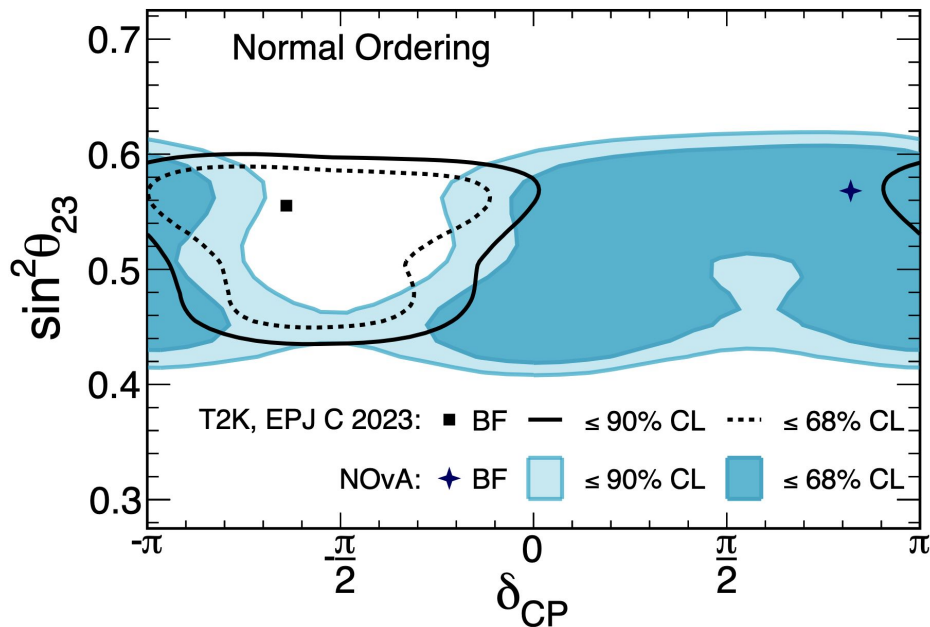 Normal Ordering
sin²θ₂₃
0.7
0.6
0.5
0.4
0.3
T2K, EPJ C 2023: BF ≤ 90% CL ≤ 68% CL
NOvA: BF ≤ 90% CL ≤ 68% CL
-π -π/2 0 π/2 π
δCP